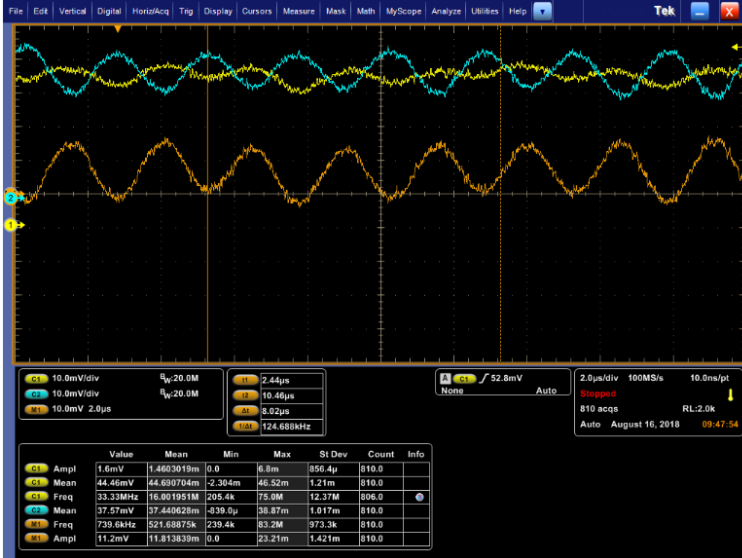 File Edit Vertical Digital Horiz/Acq Trig Display Cursors Measure Mask Math MyScope Analyze Utilities Help Tek X
2
1
C1 10.0mV/div BW:20.0M
C2 10.0mV/div BW:20.0M
M1 10.0mV 2.0µs
t1 2.44µs
t2 10.46µs
Δt 8.02µs
1/Δt 124.688kHz
A C1 / 52.8mV
None Auto
2.0µs/div 100MS/s 10.0ns/pt
Stopped
810 acqs RL:2.0k
Auto August 16, 2018 09:47:54
Value Mean Min Max St Dev Count Info
C1 Ampl 1.6mV 1.4603019m 0.0 6.8m 856.4µ 810.0
C1 Mean 44.46mV 44.690704m -2.304m 46.52m 1.21m 810.0
C1 Freq 33.33MHz 16.001951M 205.4k 75.0M 12.37M 806.0
C2 Mean 37.57mV 37.440628m -839.0µ 38.87m 1.017m 810.0
M1 Freq 739.6kHz 521.68875k 239.4k 83.2M 973.3k 810.0
M1 Ampl 11.2mV 11.813839m 0.0 23.21m 1.421m 810.0